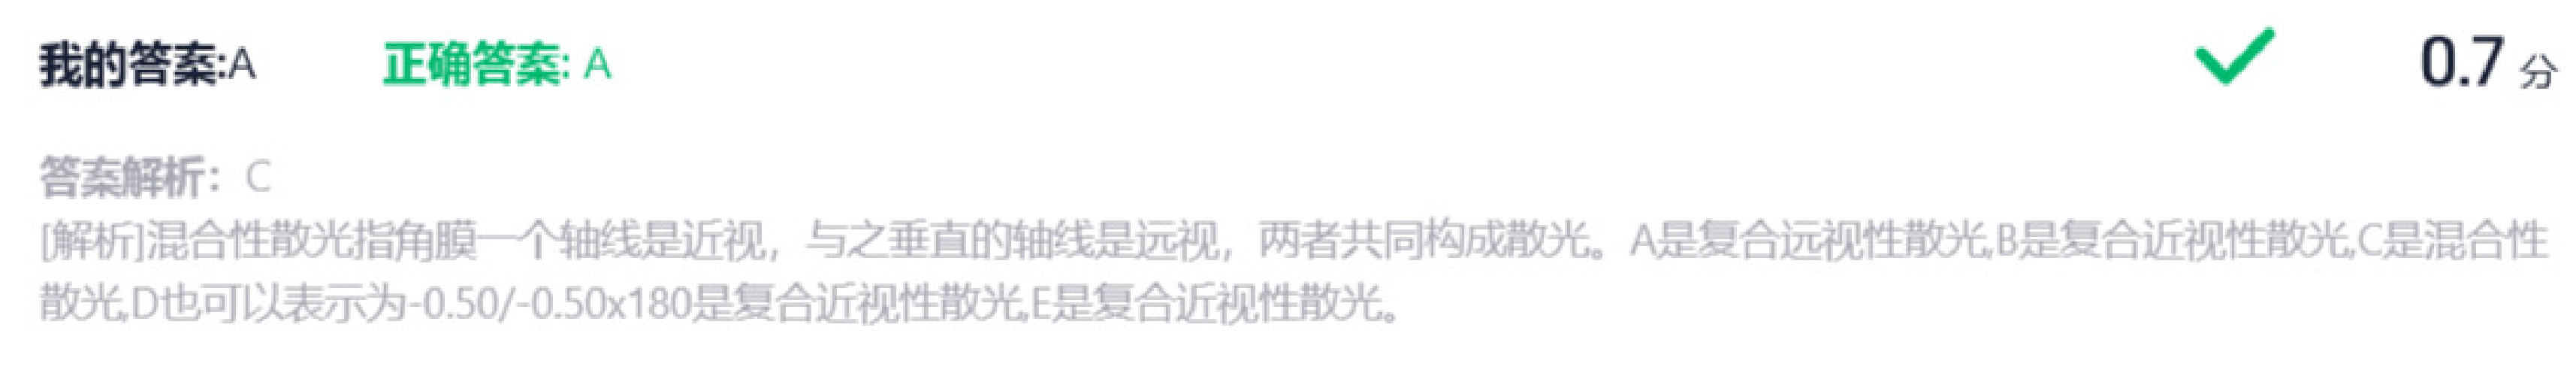 我的答案:A 正确答案: A 0.7 分
答案解析： C
[解析]混合性散光指角膜一个轴线是近视，与之垂直的轴线是远视，两者共同构成散光。A是复合远视性散光,B是复合近视性散光,C是混合性
散光,D也可以表示为-0.50/-0.50x180是复合近视性散光,E是复合近视性散光。